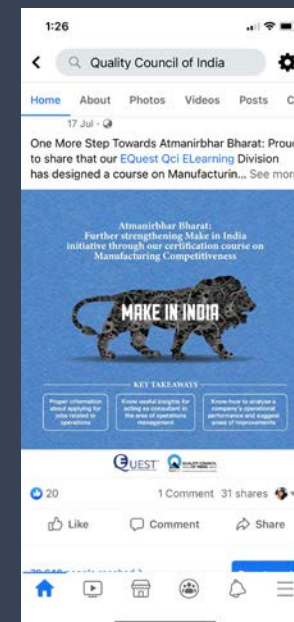 1:26
Quality Council of India
Home About Photos Videos Posts C
17 Jul
One More Step Towards Atmanirbhar Bharat: Proud
to share that our EQuest Qci ELearning Division
has designed a course on Manufacturin... See more
Atmanirbhar Bharat:
Further strengthening Make in India
initiative through our certification course on
Manufacturing Competitiveness
MAKE IN INDIA
KEY TAKEAWAYS
Proper information
about applying for
jobs related to
operations
Know useful insights for
acting as consultant in
the area of operations
management
Know-how to analyse a
company's operational
performance and suggest
areas of improvements
QUEST
QUALITY COUNCIL
OF INDIA
20 1 Comment 31 shares
Like Comment Share